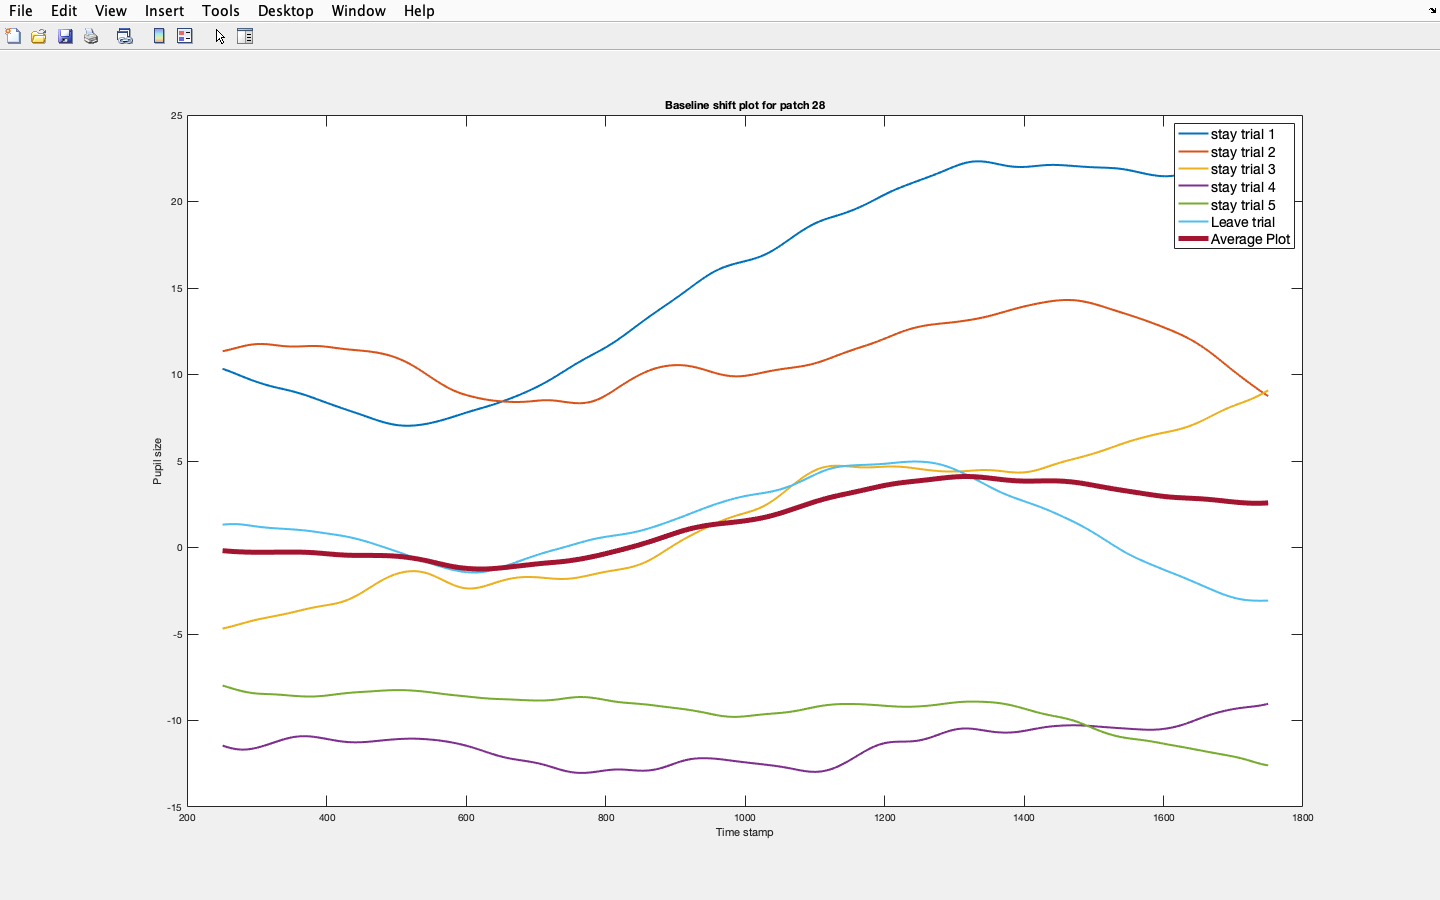 File Edit View Insert Tools Desktop Window Help
Baseline shift plot for patch 28
25
20
15
10
5
0
-5
-10
-15
Pupil size
200 400 600 800 1000 1200 1400 1600 1800
Time stamp
stay trial 1
stay trial 2
stay trial 3
stay trial 4
stay trial 5
Leave trial
Average Plot